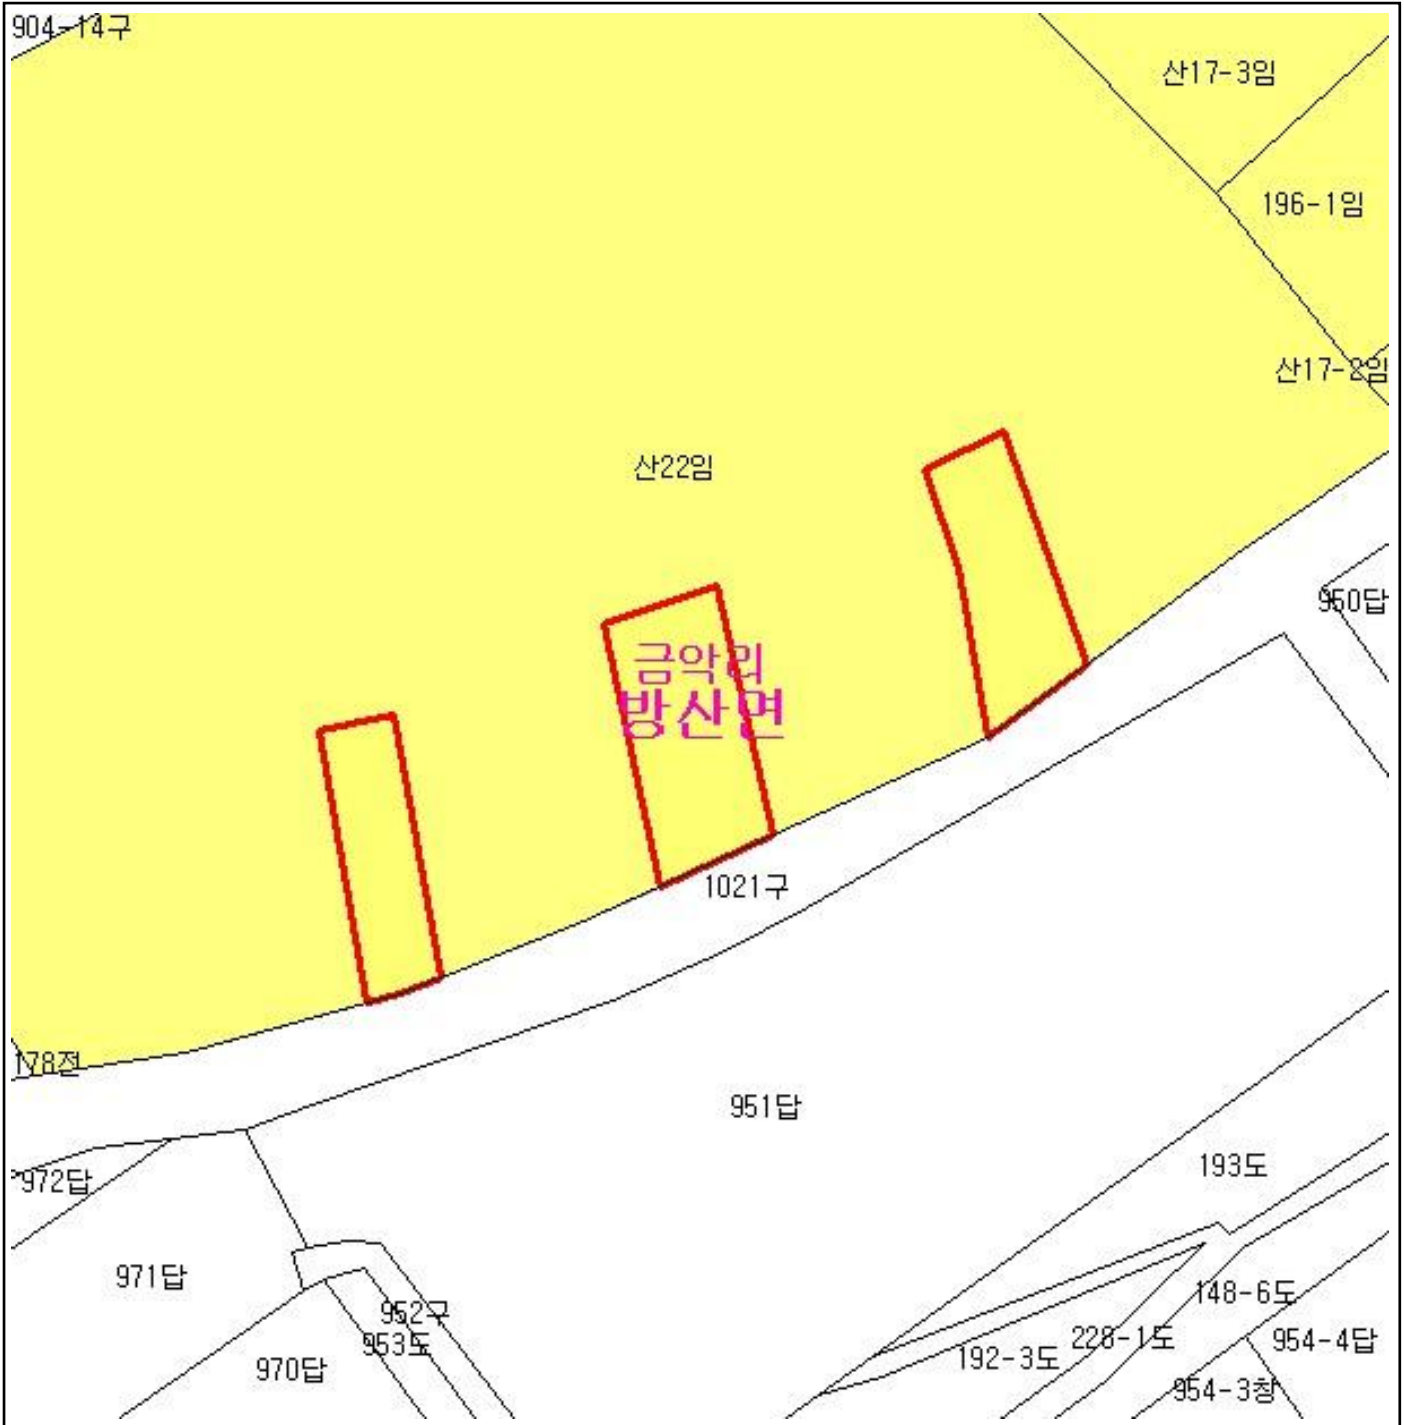 904-14구
산17-3임
196-1임
산17-2임
산22임
950답
금악리
방산면
1021구
178전
951답
193도
972답
971답
148-6도
952구
228-1도
954-4답
953도
192-3도
970답
954-3창